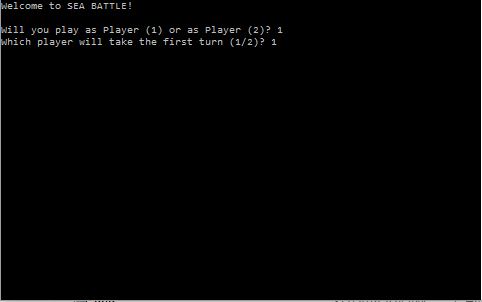 Welcome to SEA BATTLE!
Will you play as Player (1) or as Player (2)? 1
Which player will take the first turn (1/2)? 1